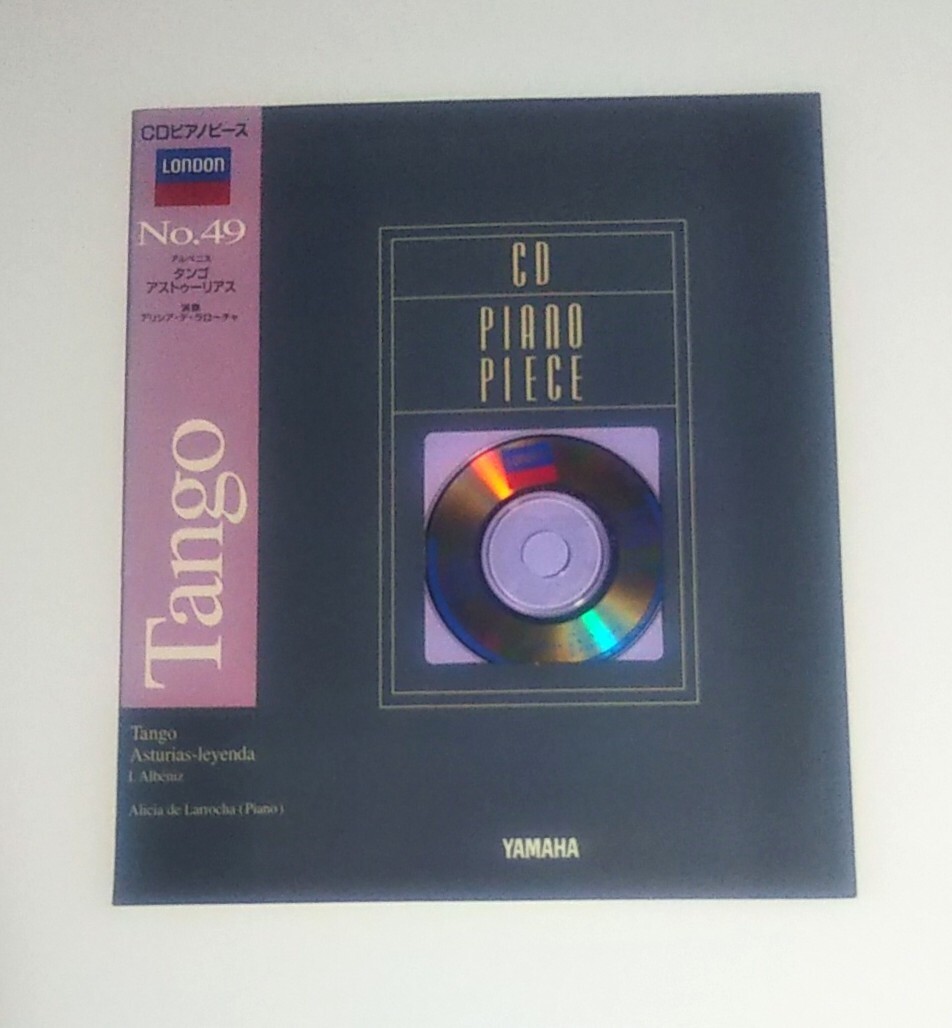 CDピアノピース
LONDON
No.49
アルベニス
タンゴ
アストゥーリアス
演奏
アリシア・デ・ラローチャ
Tango
Tango
Asturias-leyenda
I. Albéniz
Alicia de Larrocha (Piano)
CD
PIANO
PIECE
LONDON
YAMAHA